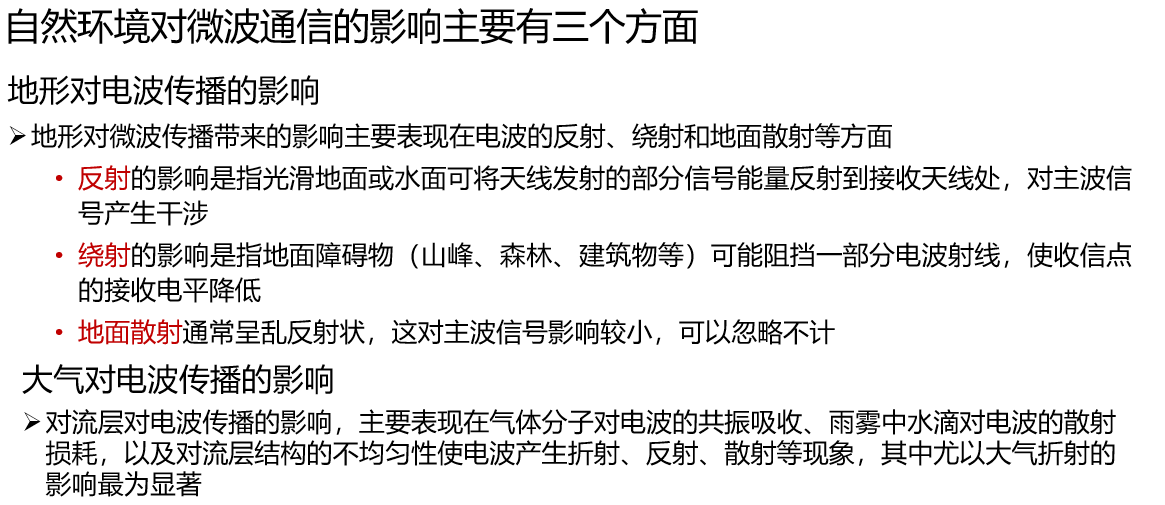 自然环境对微波通信的影响主要有三个方面
地形对电波传播的影响
➢地形对微波传播带来的影响主要表现在电波的反射、绕射和地面散射等方面
• 反射的影响是指光滑地面或水面可将天线发射的部分信号能量反射到接收天线处，对主波信
号产生干涉
• 绕射的影响是指地面障碍物（山峰、森林、建筑物等）可能阻挡一部分电波射线，使收信点
的接收电平降低
• 地面散射通常呈乱反射状，这对主波信号影响较小，可以忽略不计
大气对电波传播的影响
➢对流层对电波传播的影响，主要表现在气体分子对电波的共振吸收、雨雾中水滴对电波的散射
损耗，以及对流层结构的不均匀性使电波产生折射、反射、散射等现象，其中尤以大气折射的
影响最为显著